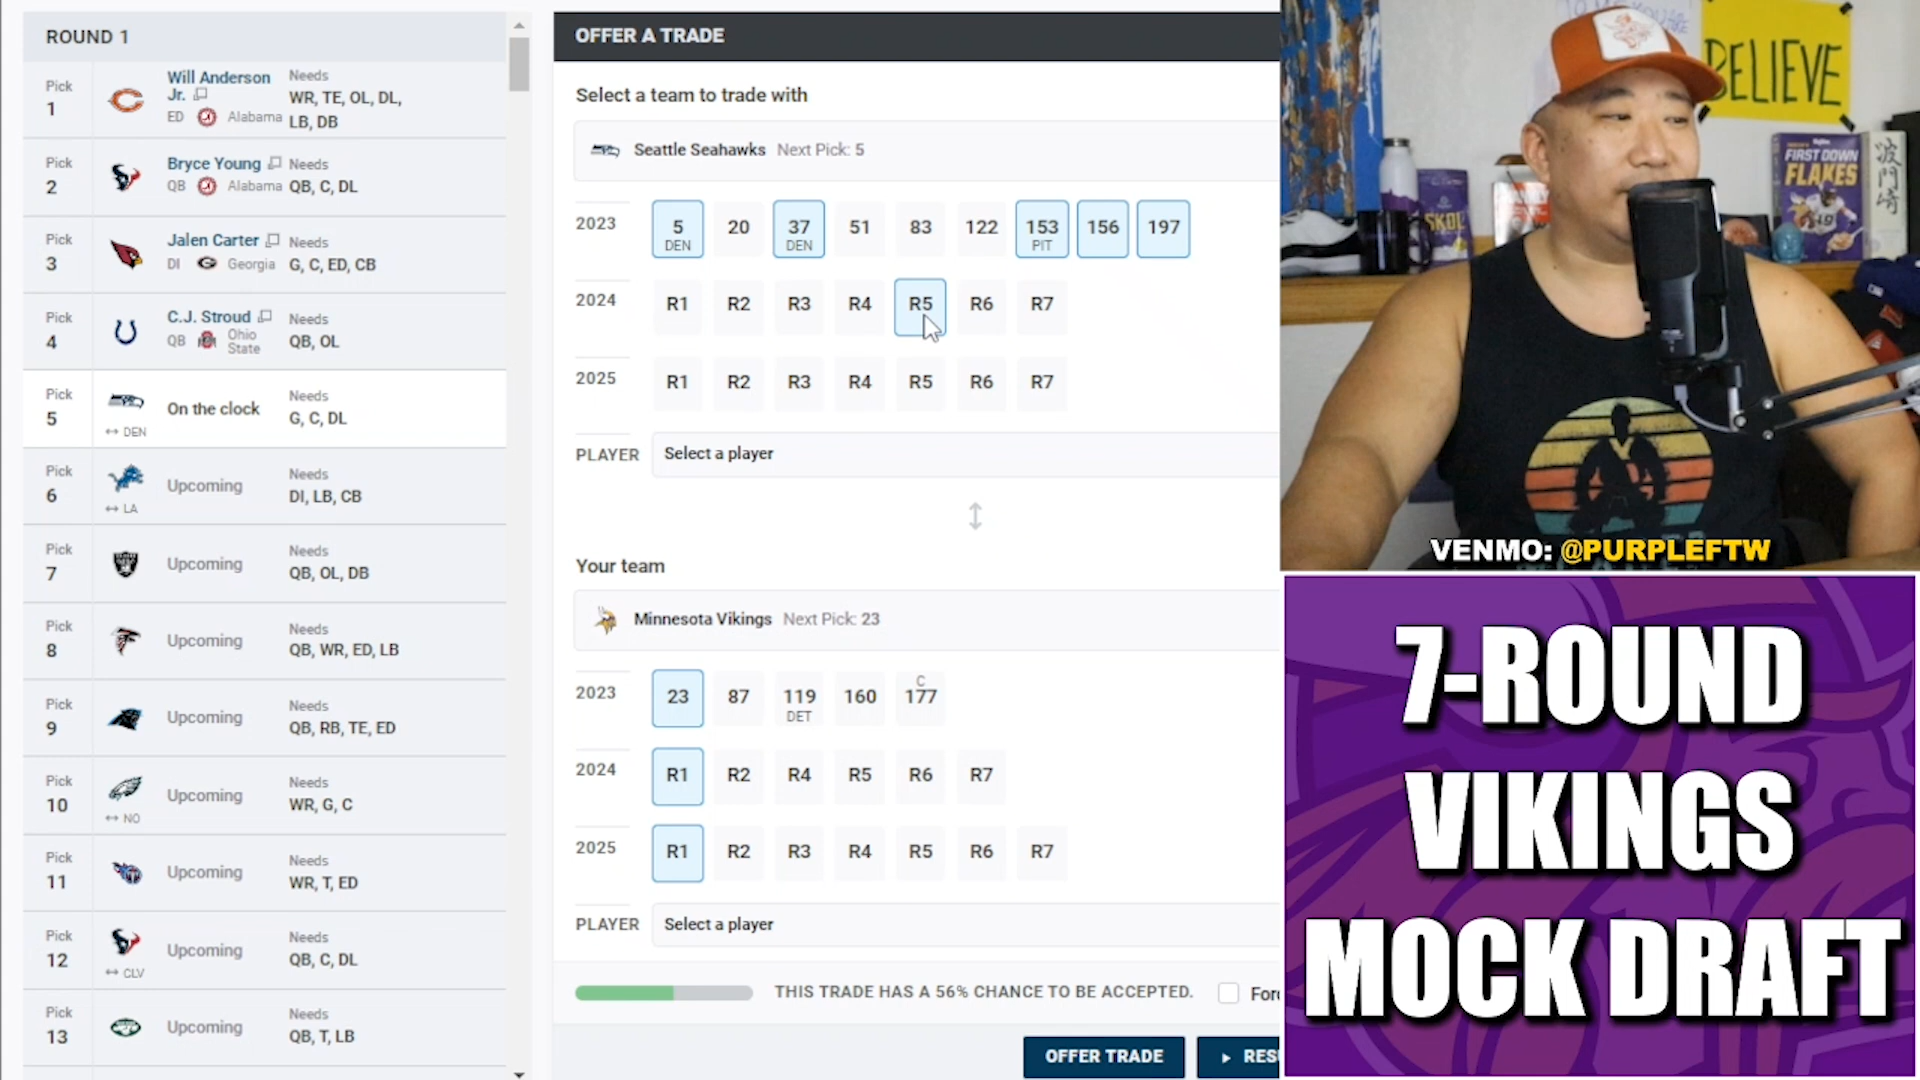 ROUND 1
Pick 1
Will Anderson Jr.
ED Alabama
Needs
WR, TE, OL, DL,
LB, DB
Pick 2
Bryce Young
QB Alabama
Needs
QB, C, DL
Pick 3
Jalen Carter
DI Georgia
Needs
G, C, ED, CB
Pick 4
C.J. Stroud
QB Ohio State
Needs
QB, OL
Pick 5
DEN
On the clock
Needs
G, C, DL
Pick 6
LA
Upcoming
Needs
DI, LB, CB
Pick 7
Upcoming
Needs
QB, OL, DB
Pick 8
Upcoming
Needs
QB, WR, ED, LB
Pick 9
Upcoming
Needs
QB, RB, TE, ED
Pick 10
NO
Upcoming
Needs
WR, G, C
Pick 11
Upcoming
Needs
WR, T, ED
Pick 12
CLV
Upcoming
Needs
QB, C, DL
Pick 13
Upcoming
Needs
QB, T, LB
OFFER A TRADE
Select a team to trade with
Seattle Seahawks Next Pick: 5
2023 5 DEN 20 37 DEN 51 83 122 153 PIT 156 197
2024 R1 R2 R3 R4 R5 R6 R7
2025 R1 R2 R3 R4 R5 R6 R7
PLAYER Select a player
Your team
Minnesota Vikings Next Pick: 23
2023 23 87 119 DET 160 C 177
2024 R1 R2 R4 R5 R6 R7
2025 R1 R2 R3 R4 R5 R6 R7
PLAYER Select a player
THIS TRADE HAS A 56% CHANCE TO BE ACCEPTED.
OFFER TRADE
BELIEVE
FIRST DOWN
FLAKES
SKOL
波門崎
VENMO: @PURPLEFTW
7-ROUND
VIKINGS
MOCK DRAFT